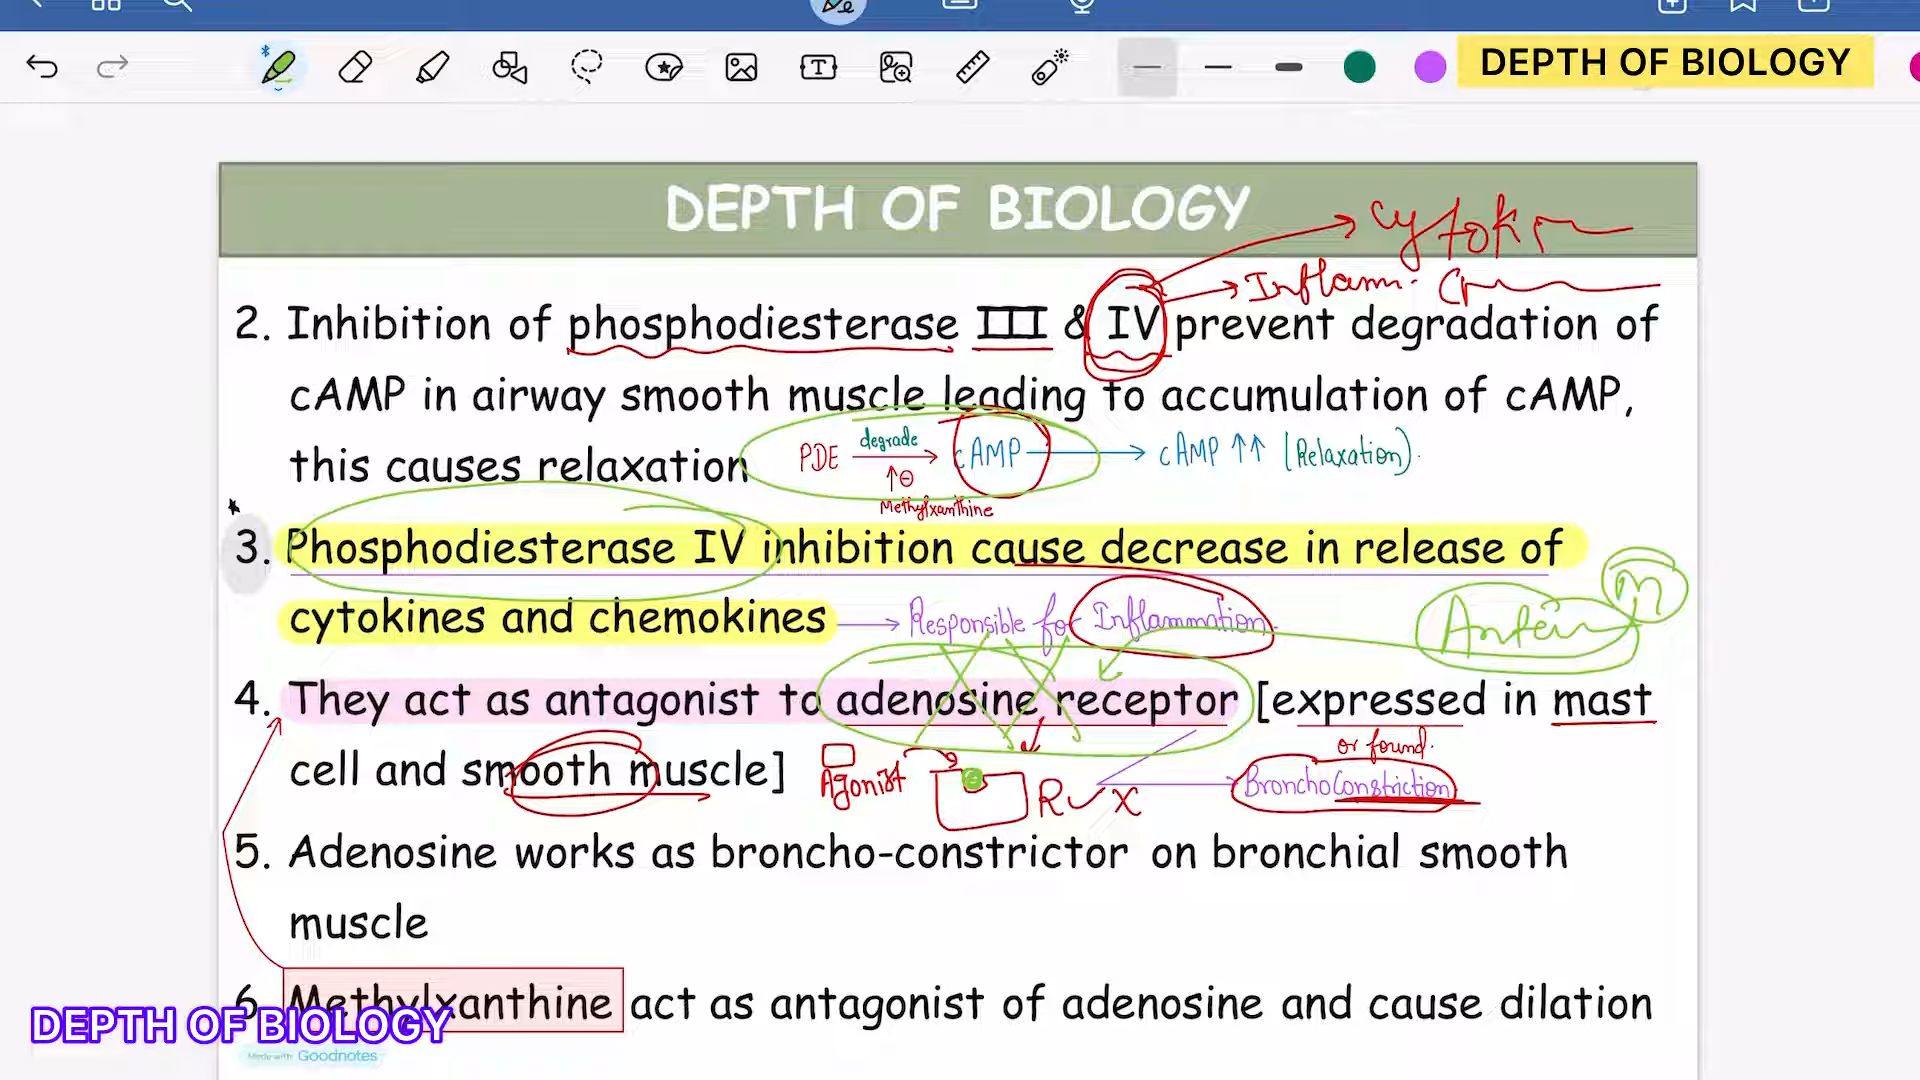 DEPTH OF BIOLOGY
DEPTH OF BIOLOGY
Inflamm.
2. Inhibition of phosphodiesterase III & IV prevent degradation of
cAMP in airway smooth muscle leading to accumulation of cAMP,
this causes relaxation
PDE degrade cAMP cAMP ↑↑ (Relaxation).
↑⊖
Methylxanthine
3. Phosphodiesterase IV inhibition cause decrease in release of
cytokines and chemokines Responsible for Inflammation.
4. They act as antagonist to adenosine receptor [expressed in mast
or found.
cell and smooth muscle] Agonist R Bronchoconstriction
5. Adenosine works as broncho-constrictor on bronchial smooth
muscle
6. Methylxanthine act as antagonist of adenosine and cause dilation
DEPTH OF BIOLOGY
Made with Goodnotes